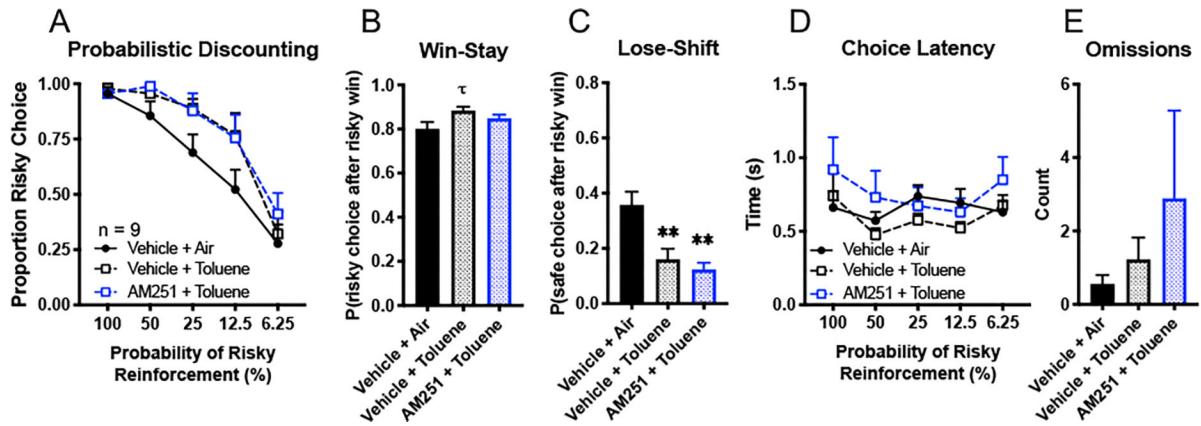 A
Probabilistic Discounting
Proportion Risky Choice
1.00
0.75
0.50
0.25
0.00
n = 9
Vehicle + Air
Vehicle + Toluene
AM251 + Toluene
100 50 25 12.5 6.25
Probability of Risky
Reinforcement (%)
B
Win-Stay
τ
P(risky choice after risky win)
1.0
0.8
0.6
0.4
0.2
0.0
Vehicle + Air
Vehicle + Toluene
AM251 + Toluene
C
Lose-Shift
P(safe choice after risky win)
0.8
0.6
0.4
0.2
0.0
**
**
Vehicle + Air
Vehicle + Toluene
AM251 + Toluene
D
Choice Latency
Time (s)
1.5
1.0
0.5
0.0
Vehicle + Air
Vehicle + Toluene
AM251 + Toluene
100 50 25 12.5 6.25
Probability of Risky
Reinforcement (%)
E
Omissions
Count
6
4
2
0
Vehicle + Air
Vehicle + Toluene
AM251 + Toluene